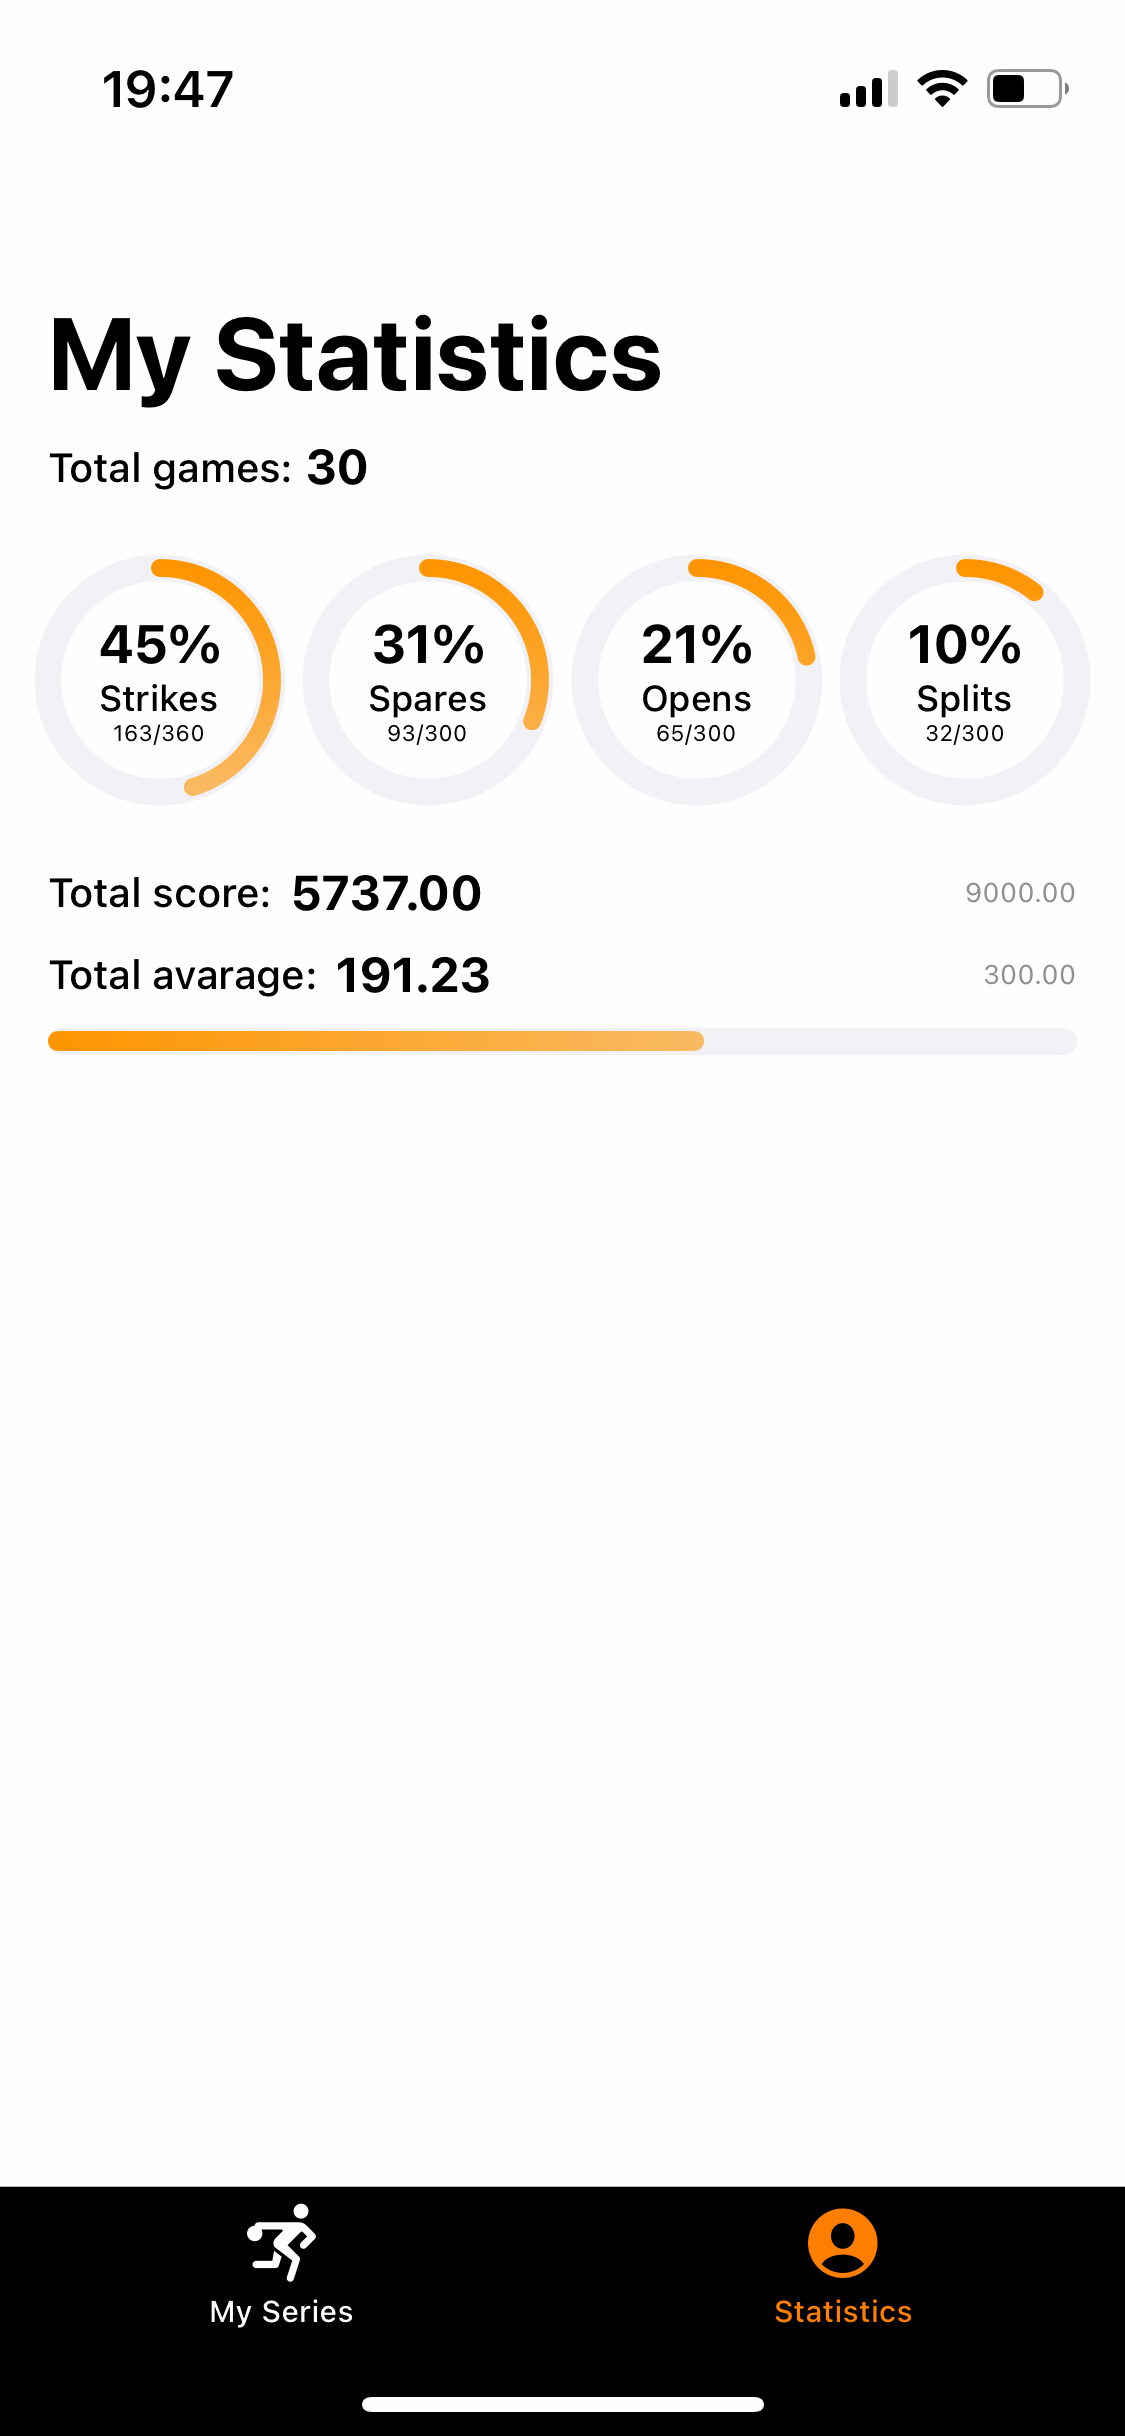 19:47
My Statistics
Total games: 30
45% 31% 21% 10%
Strikes Spares Opens Splits
163/360 93/300 65/300 32/300
Total score: 5737.00 9000.00
Total avarage: 191.23 300.00
My Series Statistics